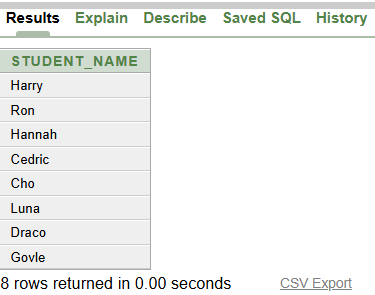 Results Explain Describe Saved SQL History
STUDENT_NAME
Harry
Ron
Hannah
Cedric
Cho
Luna
Draco
Govle
8 rows returned in 0.00 seconds CSV Export